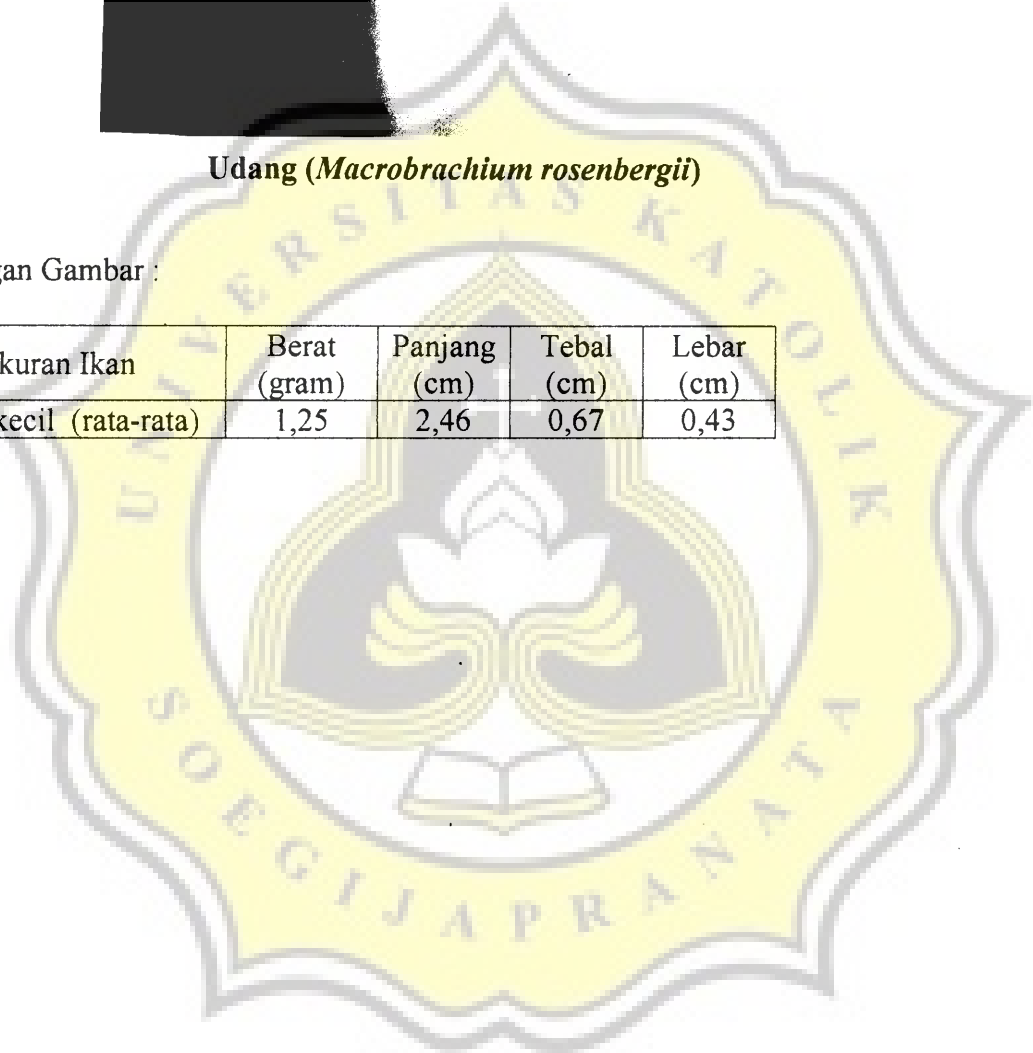 Udang (Macrobrachium rosenbergii)
gan Gambar :
kuran Ikan Berat (gram) Panjang (cm) Tebal (cm) Lebar (cm)
kecil (rata-rata) 1,25 2,46 0,67 0,43
UNIVERSITAS KATOLIK
SOEGIJAPRANATA